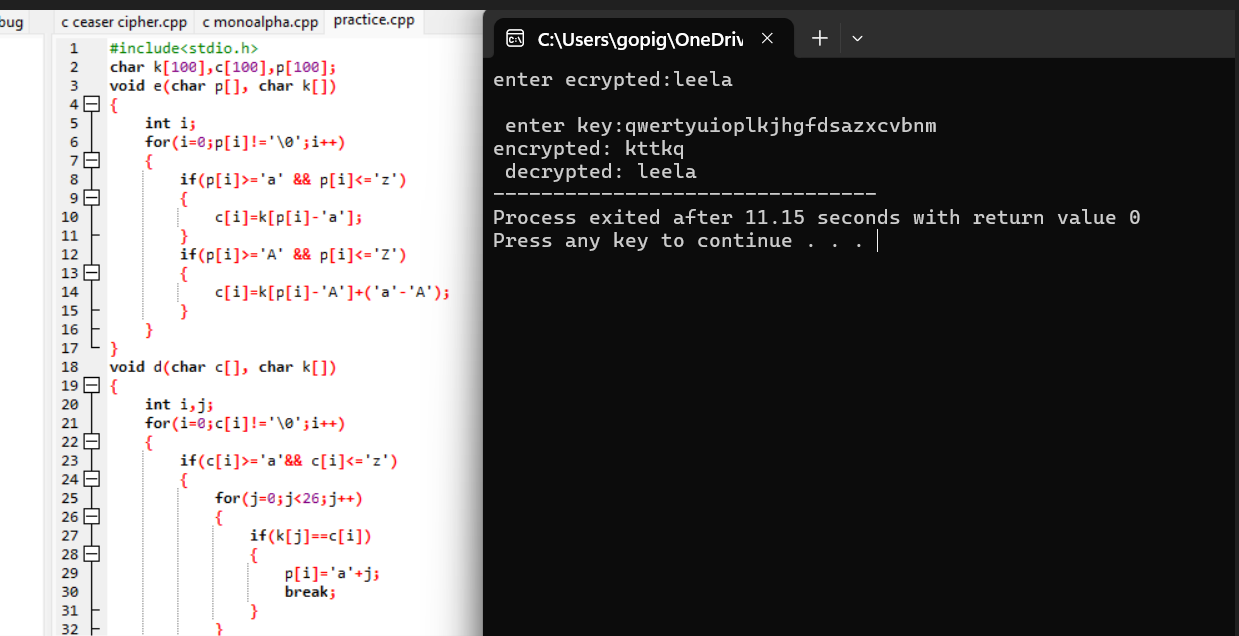 bug c ceaser cipher.cpp c monoalpha.cpp practice.cpp
1 #include<stdio.h>
2 char k[100],c[100],p[100];
3 void e(char p[], char k[])
4 {
5 int i;
6 for(i=0;p[i]!='\0';i++)
7 {
8 if(p[i]>='a' && p[i]<='z')
9 {
10 c[i]=k[p[i]-'a'];
11 }
12 if(p[i]>='A' && p[i]<='Z')
13 {
14 c[i]=k[p[i]-'A']+('a'-'A');
15 }
16 }
17 }
18 void d(char c[], char k[])
19 {
20 int i,j;
21 for(i=0;c[i]!='\0';i++)
22 {
23 if(c[i]>='a'&& c[i]<='z')
24 {
25 for(j=0;j<26;j++)
26 {
27 if(k[j]==c[i])
28 {
29 p[i]='a'+j;
30 break;
31 }
32 }
C:\Users\gopig\OneDriv
enter ecrypted:leela
enter key:qwertyuioplkjhgfdsazxcvbnm
encrypted: kttkq
decrypted: leela
--------------------------------
Process exited after 11.15 seconds with return value 0
Press any key to continue . . .